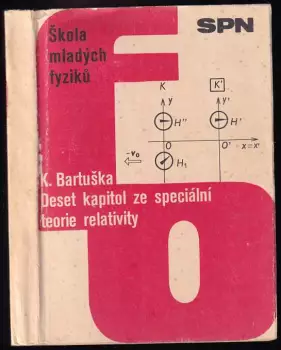 Škola
mladých
fyziků
SPN
K
K'
y
y'
H''
H'
O
O'
x≡x'
-v₀
H₁
K. Bartuška
Deset kapitol ze speciální
teorie relativity